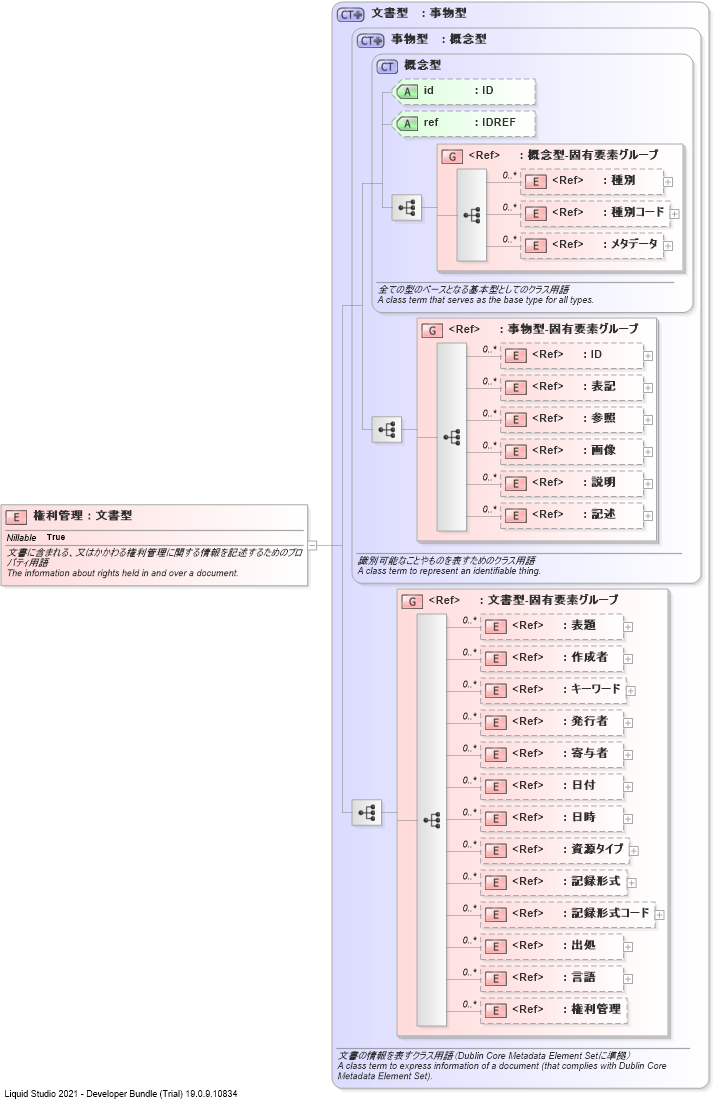 CT 文書型 : 事物型
CT 事物型 : 概念型
CT 概念型
A id : ID
A ref : IDREF
G <Ref> : 概念型-固有要素グループ
0..* E <Ref> : 種別
0..* E <Ref> : 種別コード
0..* E <Ref> : メタデータ
全ての型のベースとなる基本型としてのクラス用語
A class term that serves as the base type for all types.
G <Ref> : 事物型-固有要素グループ
0..* E <Ref> : ID
0..* E <Ref> : 表記
0..* E <Ref> : 参照
0..* E <Ref> : 画像
0..* E <Ref> : 説明
0..* E <Ref> : 記述
識別可能なことやものを表すためのクラス用語
A class term to represent an identifiable thing.
E 権利管理 : 文書型
Nillable True
文書に含まれる、又はかかわる権利管理に関する情報を記述するためのプロ
パティ用語
The information about rights held in and over a document.
G <Ref> : 文書型-固有要素グループ
0..* E <Ref> : 表題
0..* E <Ref> : 作成者
0..* E <Ref> : キーワード
0..* E <Ref> : 発行者
0..* E <Ref> : 寄与者
0..* E <Ref> : 日付
0..* E <Ref> : 日時
0..* E <Ref> : 資源タイプ
0..* E <Ref> : 記録形式
0..* E <Ref> : 記録形式コード
0..* E <Ref> : 出処
0..* E <Ref> : 言語
0..* E <Ref> : 権利管理
文書の情報を表すクラス用語(Dublin Core Metadata Element Setに準拠)
A class term to express information of a document (that complies with Dublin Core
Metadata Element Set).
Liquid Studio 2021 - Developer Bundle (Trial) 19.0.9.10834